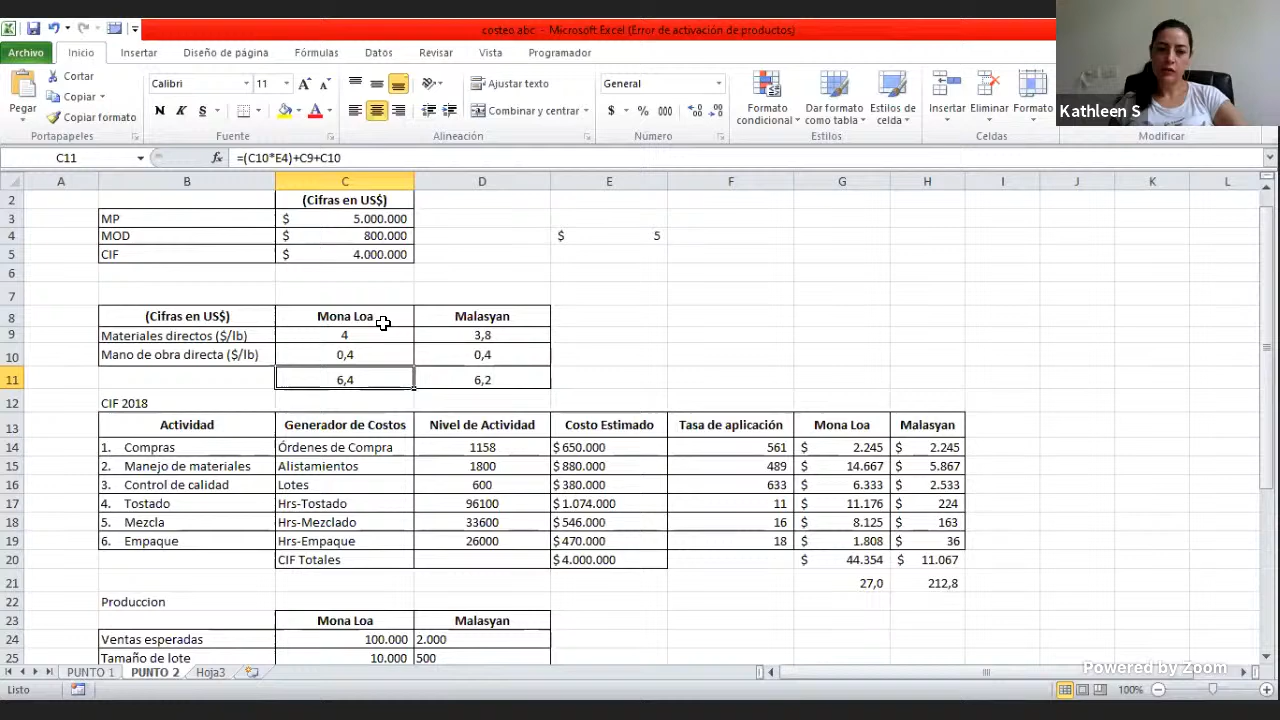 costeo abc - Microsoft Excel (Error de activación de productos)
Archivo Inicio Insertar Diseño de página Fórmulas Datos Revisar Vista Programador
Pegar
Cortar
Copiar
Copiar formato
Portapapeles
Calibri 11
N K S
Fuente
Ajustar texto
Combinar y centrar
Alineación
General
$ % 000
Número
Formato condicional
Dar formato como tabla
Estilos de celda
Estilos
Insertar Eliminar Formato
Celdas
Modificar
Kathleen S
C11 fx =(C10*E4)+C9+C10
A B C D E F G H I J K L
2 (Cifras en US$)
3 MP $ 5.000.000
4 MOD $ 800.000 $ 5
5 CIF $ 4.000.000
6
7
8 (Cifras en US$) Mona Loa Malasyan
9 Materiales directos ($/lb) 4 3,8
10 Mano de obra directa ($/lb) 0,4 0,4
11 6,4 6,2
12 CIF 2018
13 Actividad Generador de Costos Nivel de Actividad Costo Estimado Tasa de aplicación Mona Loa Malasyan
14 1. Compras Órdenes de Compra 1158 $ 650.000 561 $ 2.245 $ 2.245
15 2. Manejo de materiales Alistamientos 1800 $ 880.000 489 $ 14.667 $ 5.867
16 3. Control de calidad Lotes 600 $ 380.000 633 $ 6.333 $ 2.533
17 4. Tostado Hrs-Tostado 96100 $ 1.074.000 11 $ 11.176 $ 224
18 5. Mezcla Hrs-Mezclado 33600 $ 546.000 16 $ 8.125 $ 163
19 6. Empaque Hrs-Empaque 26000 $ 470.000 18 $ 1.808 $ 36
20 CIF Totales $ 4.000.000 $ 44.354 $ 11.067
21 27,0 212,8
22 Produccion
23 Mona Loa Malasyan
24 Ventas esperadas 100.000 2.000
25 Tamaño de lote 10.000 500
PUNTO 1 PUNTO 2 Hoja3
Powered by Zoom
Listo 100%